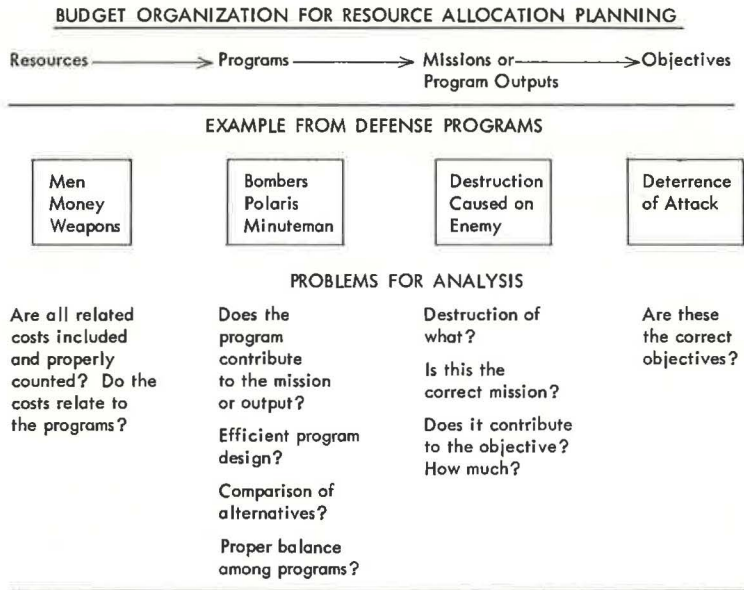 BUDGET ORGANIZATION FOR RESOURCE ALLOCATION PLANNING
Resources Programs Missions or Objectives
Program Outputs
EXAMPLE FROM DEFENSE PROGRAMS
Men
Money
Weapons
Bombers
Polaris
Minuteman
Destruction
Caused on
Enemy
Deterrence
of Attack
PROBLEMS FOR ANALYSIS
Are all related
costs included
and properly
counted? Do the
costs relate to
the programs?
Does the
program
contribute
to the mission
or output?
Efficient program
design?
Comparison of
alternatives?
Proper balance
among programs?
Destruction of
what?
Is this the
correct mission?
Does it contribute
to the objective?
How much?
Are these
the correct
objectives?